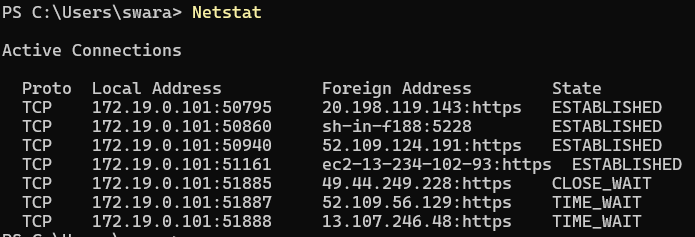 PS C:\Users\swara> Netstat
Active Connections
Proto  Local Address          Foreign Address        State
TCP    172.19.0.101:50795     20.198.119.143:https   ESTABLISHED
TCP    172.19.0.101:50860     sh-in-f188:5228        ESTABLISHED
TCP    172.19.0.101:50940     52.109.124.191:https   ESTABLISHED
TCP    172.19.0.101:51161     ec2-13-234-102-93:https  ESTABLISHED
TCP    172.19.0.101:51885     49.44.249.228:https    CLOSE_WAIT
TCP    172.19.0.101:51887     52.109.56.129:https    TIME_WAIT
TCP    172.19.0.101:51888     13.107.246.48:https    TIME_WAIT